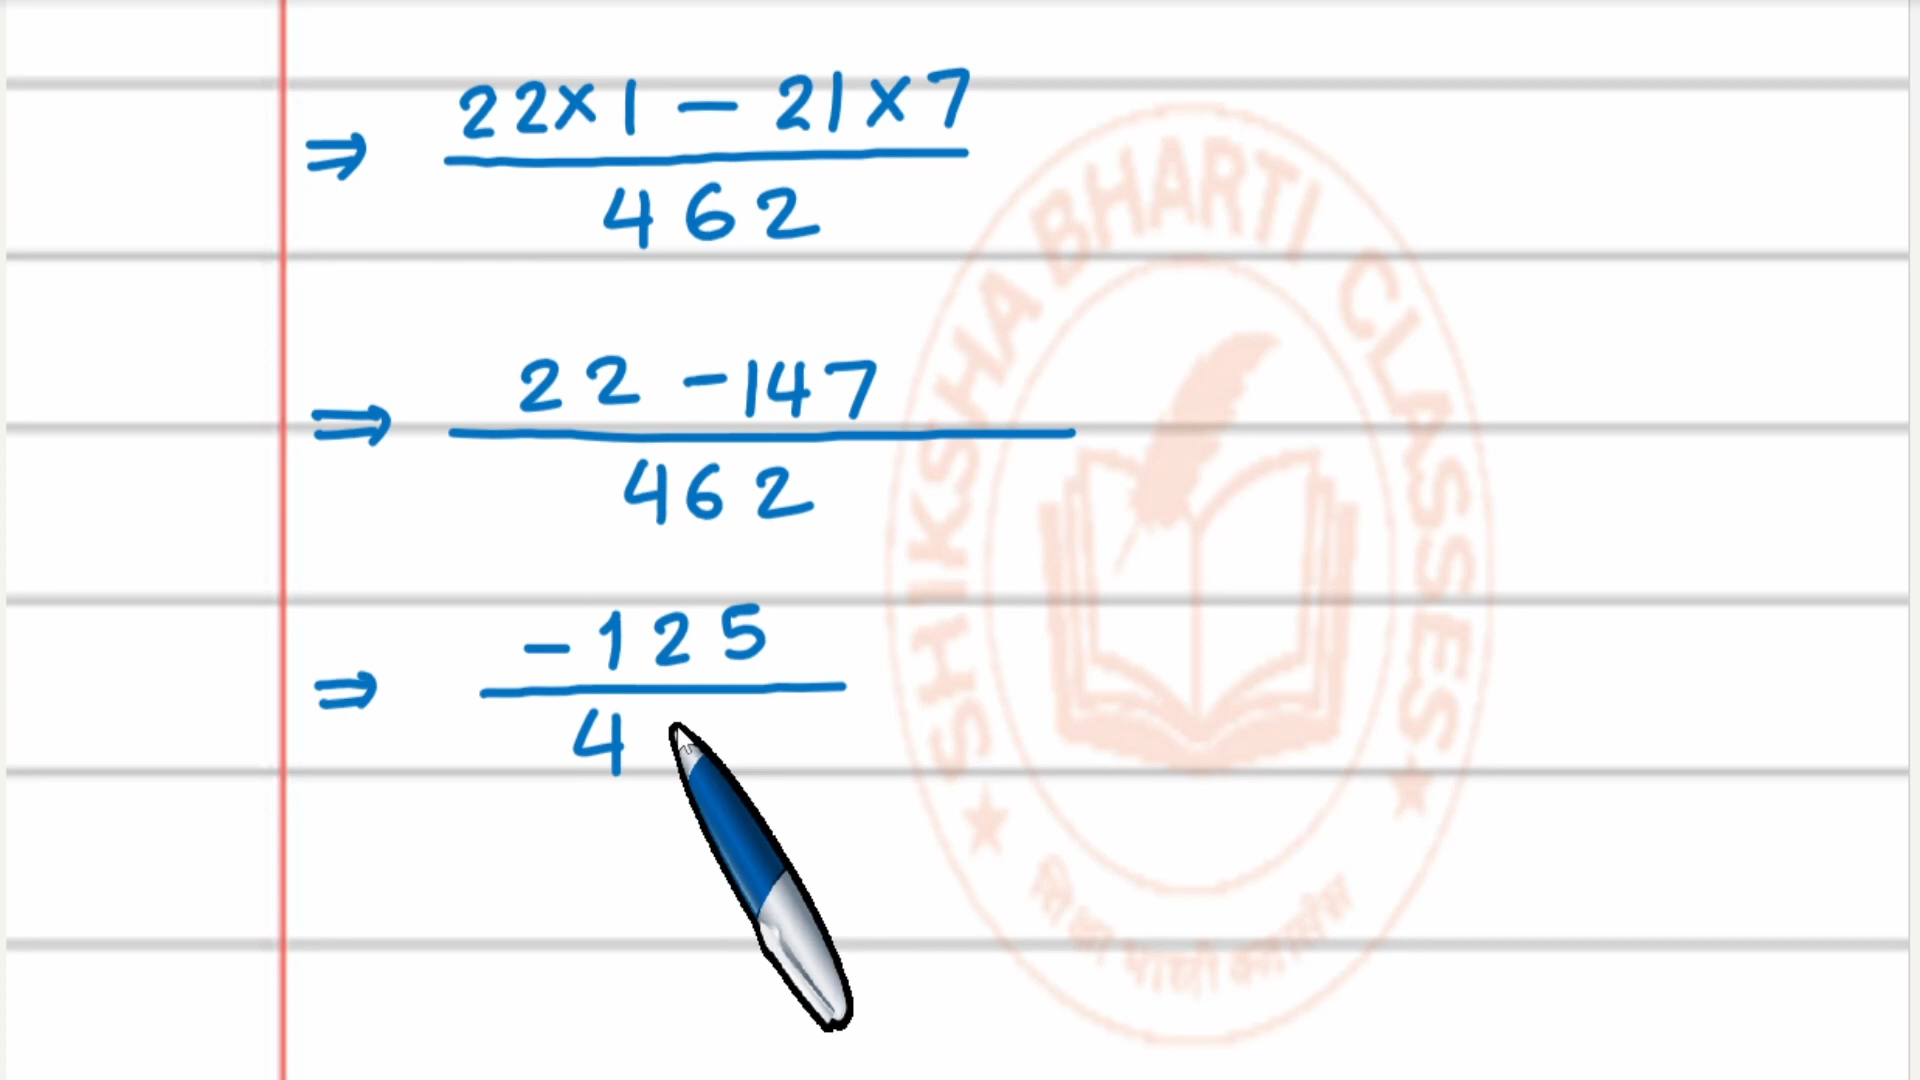 ⇒ 22×1 − 21×7
462
⇒ 22 −147
462
⇒ −125
4
SHIKSHA BHARTI CLASSES